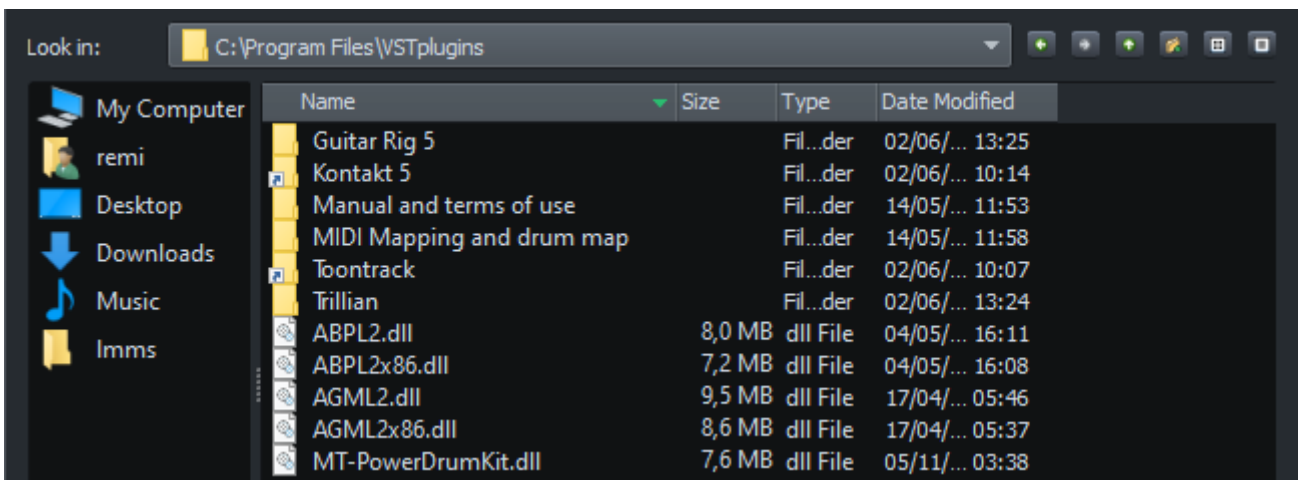 Look in: C:\Program Files\VSTplugins
My Computer
remi
Desktop
Downloads
Music
lmms
Name Size Type Date Modified
Guitar Rig 5 Fil...der 02/06/... 13:25
Kontakt 5 Fil...der 02/06/... 10:14
Manual and terms of use Fil...der 14/05/... 11:53
MIDI Mapping and drum map Fil...der 14/05/... 11:58
Toontrack Fil...der 02/06/... 10:07
Trillian Fil...der 02/06/... 13:24
ABPL2.dll 8,0 MB dll File 04/05/... 16:11
ABPL2x86.dll 7,2 MB dll File 04/05/... 16:08
AGML2.dll 9,5 MB dll File 17/04/... 05:46
AGML2x86.dll 8,6 MB dll File 17/04/... 05:37
MT-PowerDrumKit.dll 7,6 MB dll File 05/11/... 03:38